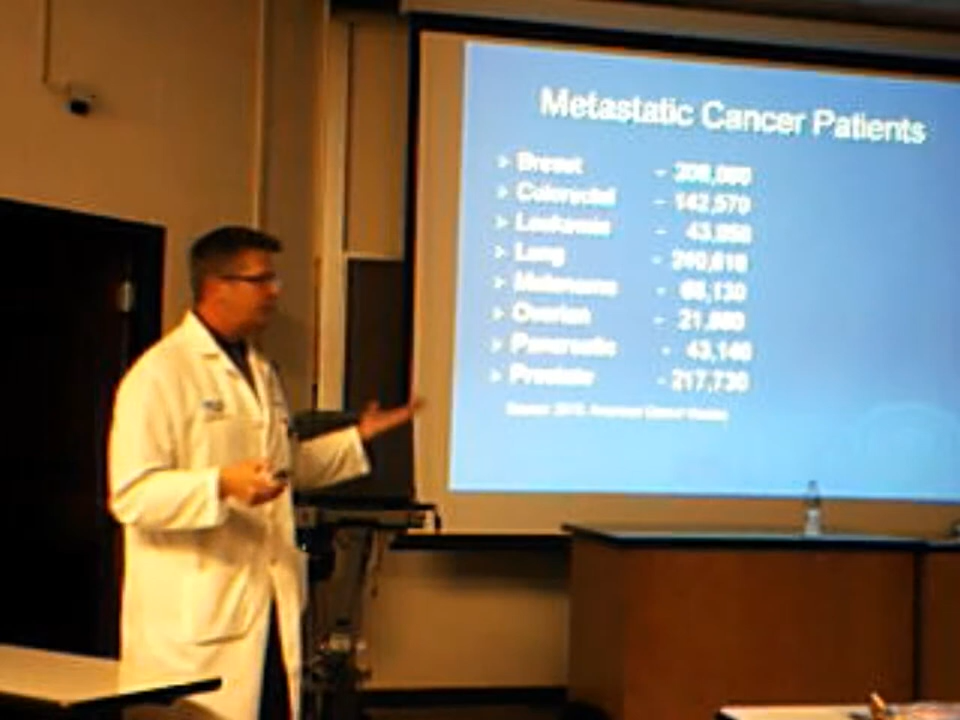 Metastatic Cancer Patients
> Breast -
> Colorectal - 142,570
> Leukemia - 43,050
> Lung -
> Melanoma - 68,130
> Ovarian - 21,880
> Pancreatic - 43,140
> Prostate - 217,730